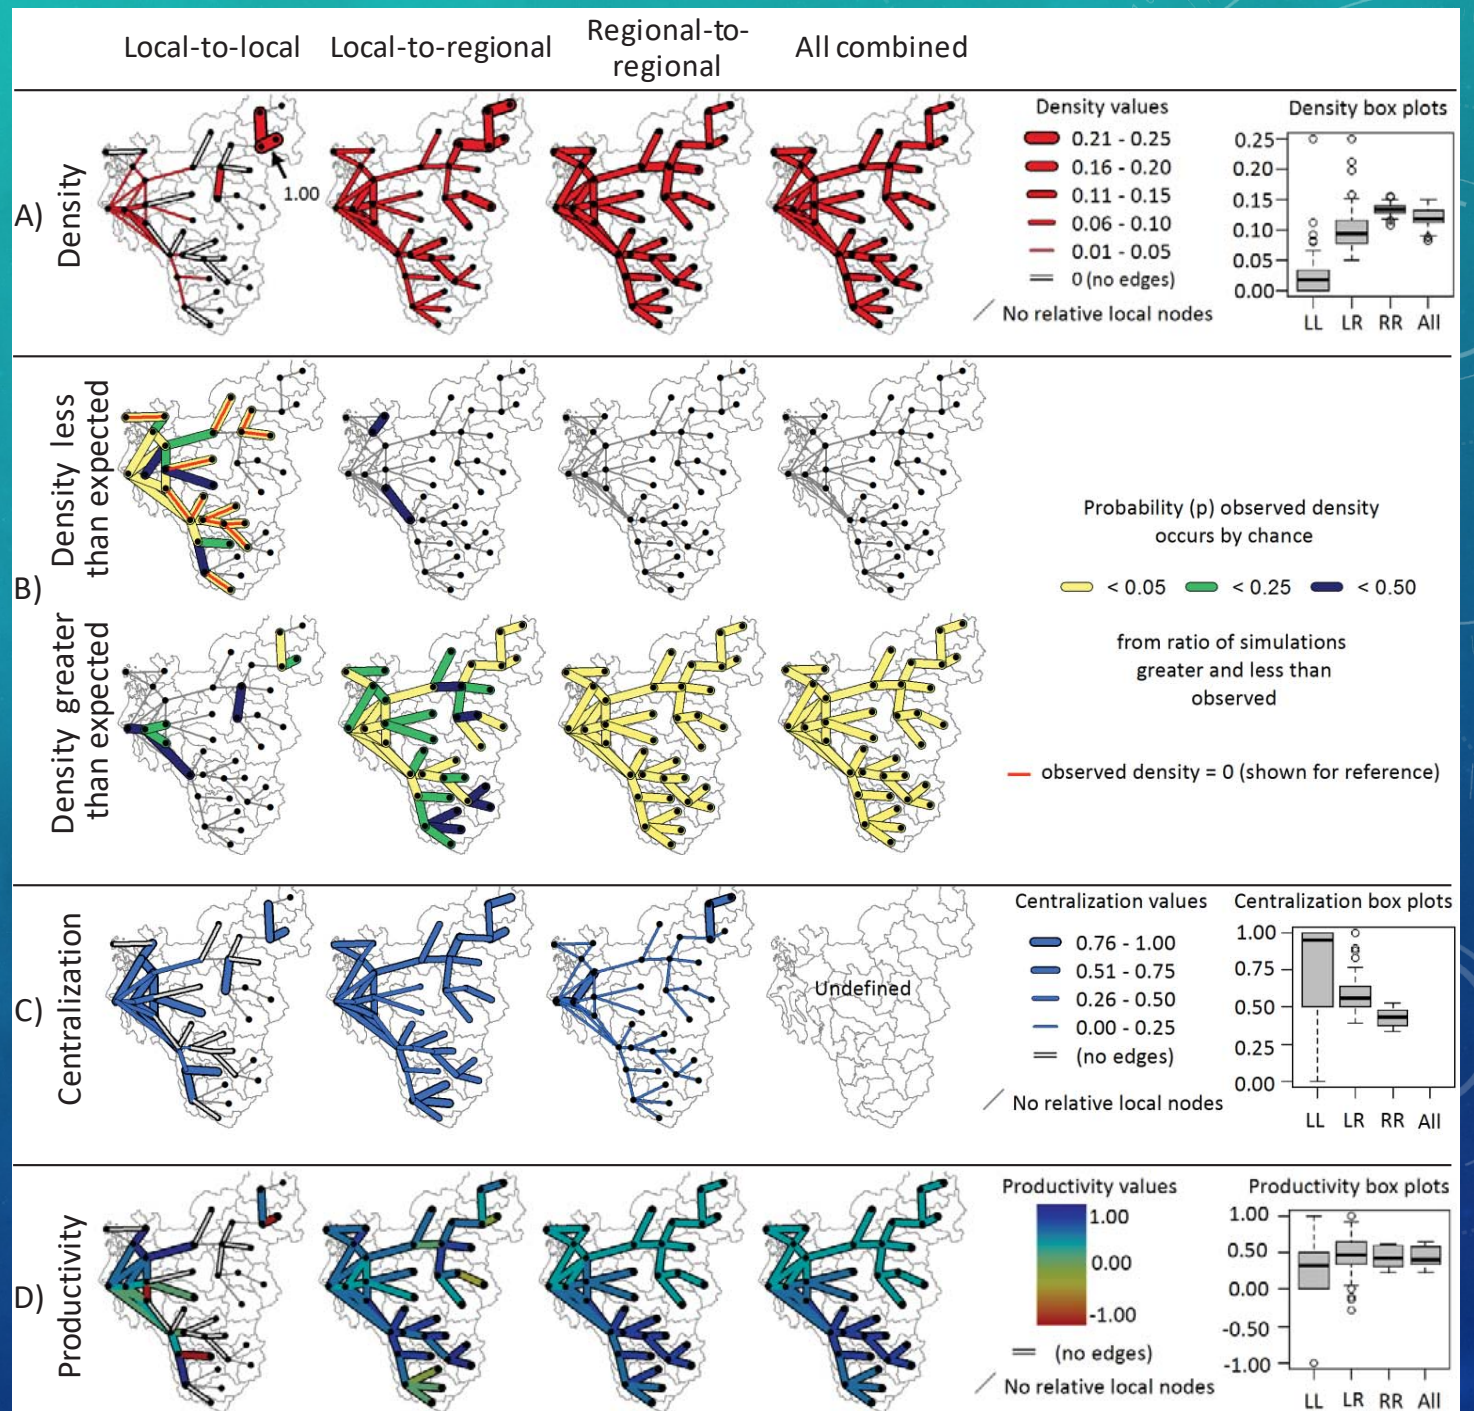 Local-to-local
Local-to-regional
Regional-to-
regional
All combined
A)
Density
1.00
Density values
0.21 - 0.25
0.16 - 0.20
0.11 - 0.15
0.06 - 0.10
0.01 - 0.05
0 (no edges)
No relative local nodes
Density box plots
0.25
0.20
0.15
0.10
0.05
0.00
LL LR RR All
B)
Density less
than expected
Density greater
than expected
Probability (p) observed density
occurs by chance
< 0.05 < 0.25 < 0.50
from ratio of simulations
greater and less than
observed
observed density = 0 (shown for reference)
C)
Centralization
Undefined
Centralization values
0.76 - 1.00
0.51 - 0.75
0.26 - 0.50
0.00 - 0.25
(no edges)
No relative local nodes
Centralization box plots
1.00
0.75
0.50
0.25
0.00
LL LR RR All
D)
Productivity
Productivity values
1.00
0.00
-1.00
(no edges)
No relative local nodes
Productivity box plots
1.00
0.50
0.00
-0.50
-1.00
LL LR RR All